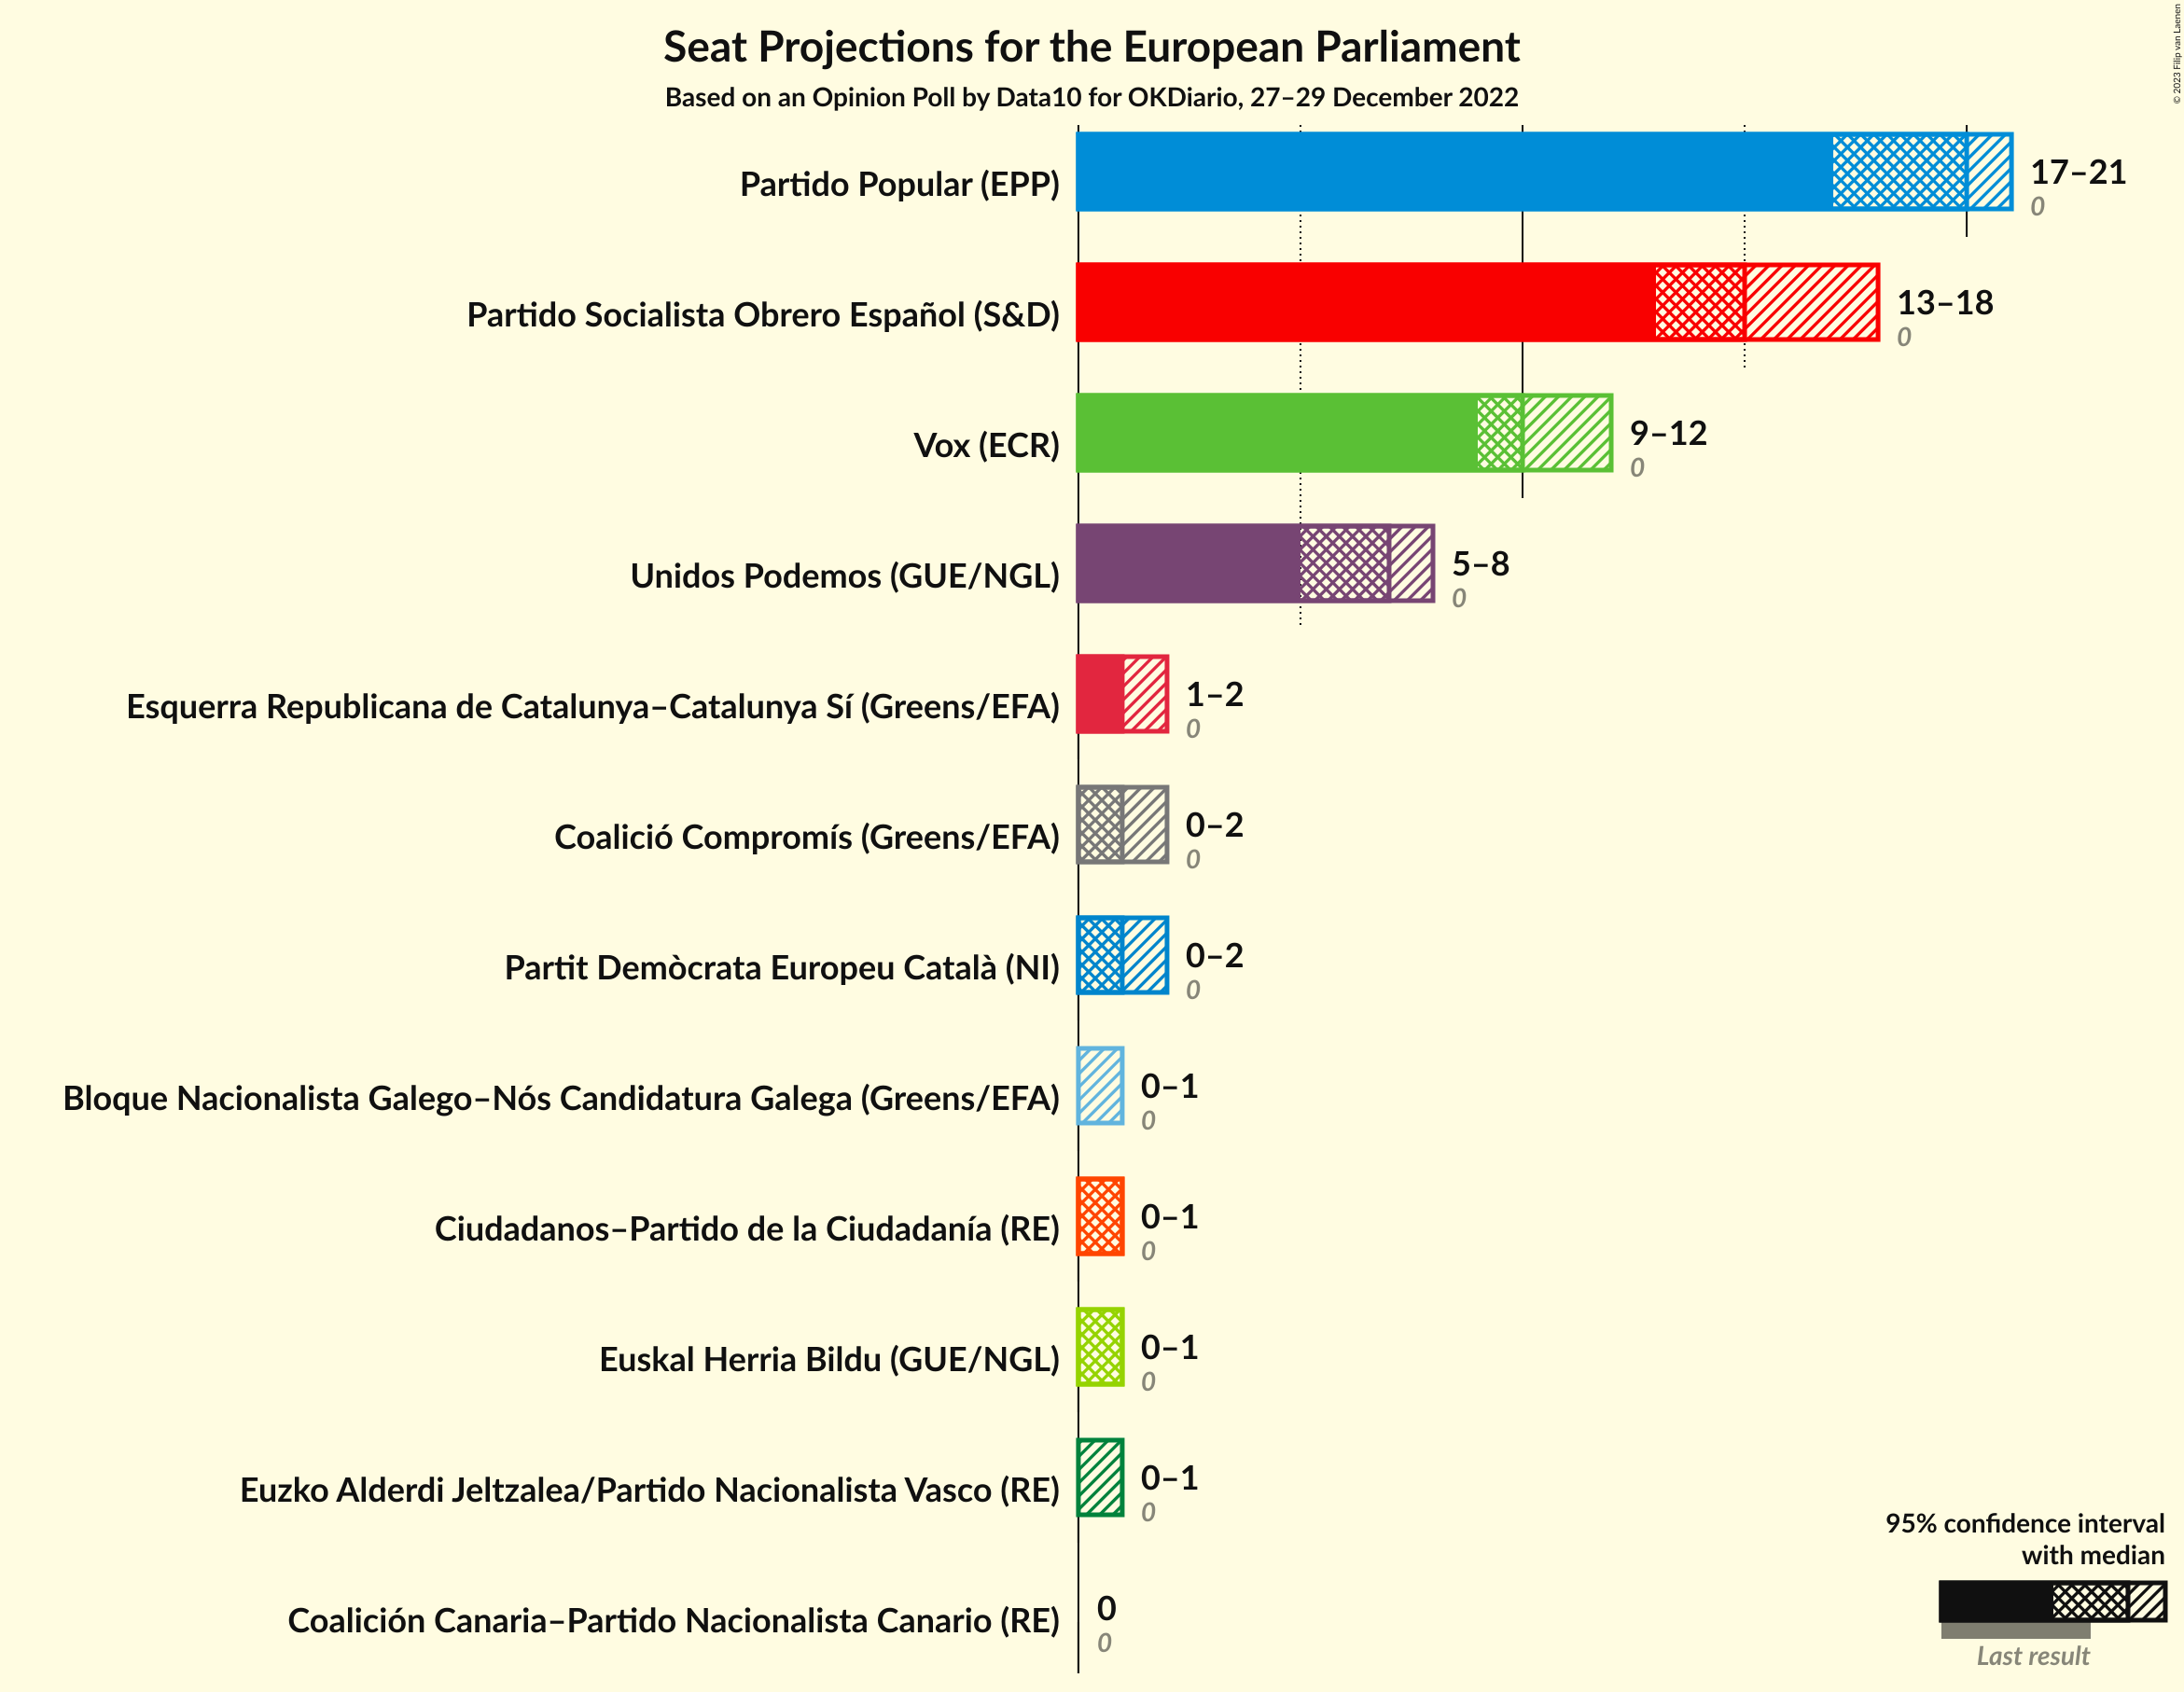 Seat Projections for the European Parliament
Based on an Opinion Poll by Data10 for OKDiario, 27–29 December 2022
© 2023 Filip van Laenen
Partido Popular (EPP)
17–21
0
Partido Socialista Obrero Español (S&D)
13–18
0
Vox (ECR)
9–12
0
Unidos Podemos (GUE/NGL)
5–8
0
Esquerra Republicana de Catalunya–Catalunya Sí (Greens/EFA)
1–2
0
Coalició Compromís (Greens/EFA)
0–2
0
Partit Demòcrata Europeu Català (NI)
0–2
0
Bloque Nacionalista Galego–Nós Candidatura Galega (Greens/EFA)
0–1
0
Ciudadanos–Partido de la Ciudadanía (RE)
0–1
0
Euskal Herria Bildu (GUE/NGL)
0–1
0
Euzko Alderdi Jeltzalea/Partido Nacionalista Vasco (RE)
0–1
0
Coalición Canaria–Partido Nacionalista Canario (RE)
0
0
95% confidence interval
with median
Last result